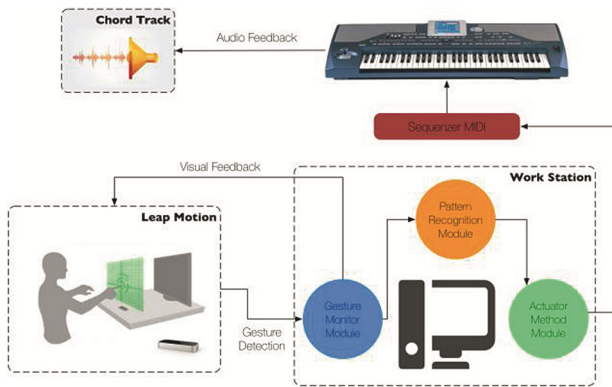 Chord Track
Audio Feedback
Sequenzer MIDI
Visual Feedback
Work Station
Leap Motion
Pattern
Recognition
Module
Gesture
Monitor
Module
Actuator
Method
Module
Gesture
Detection